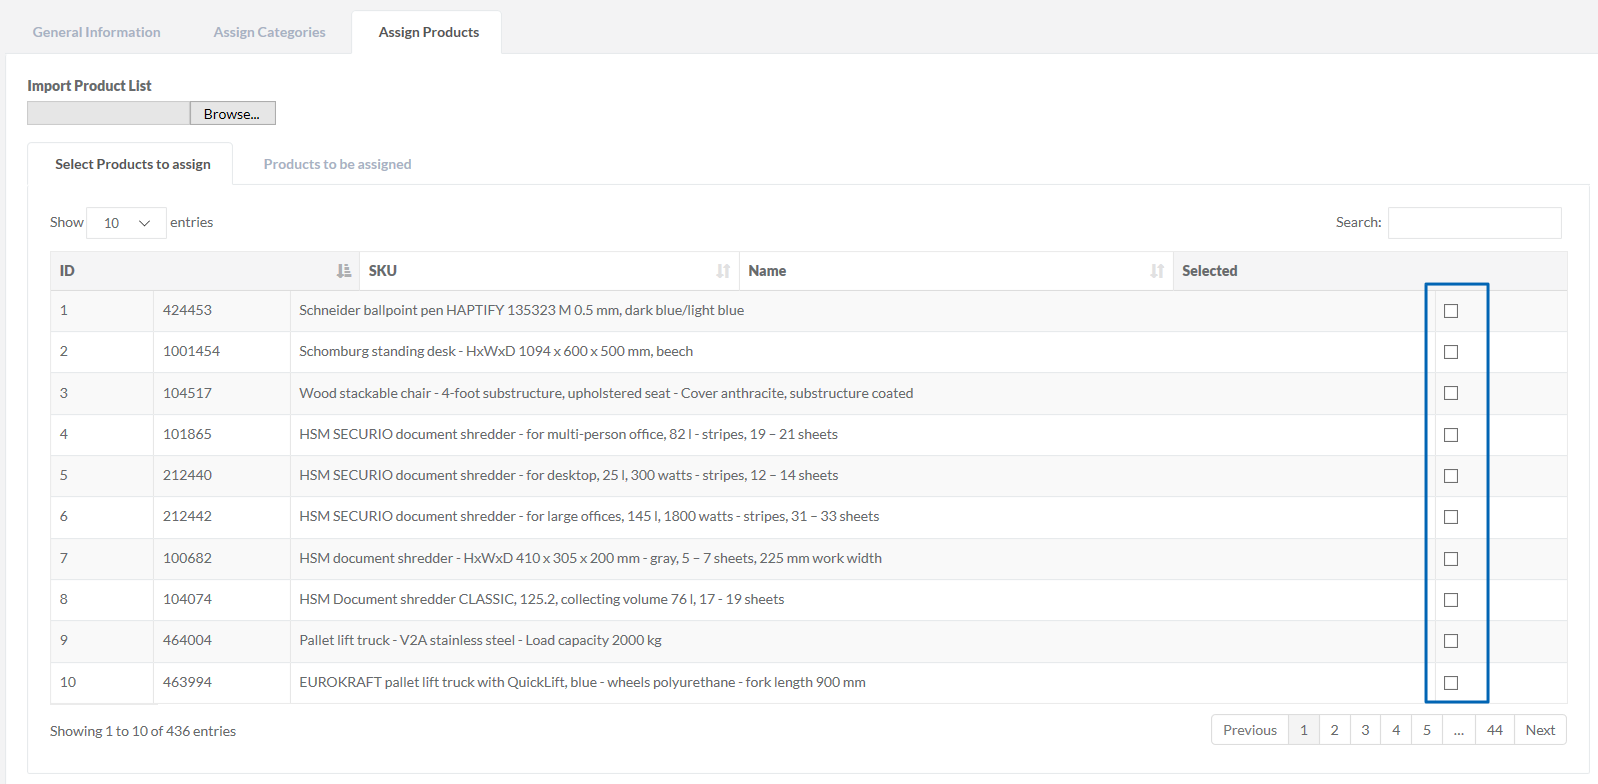 General Information Assign Categories Assign Products
Import Product List
Browse...
Select Products to assign Products to be assigned
Show 10 entries Search:
ID SKU Name Selected
1 424453 Schneider ballpoint pen HAPTIFY 135323 M 0.5 mm, dark blue/light blue
2 1001454 Schomburg standing desk - HxWxD 1094 x 600 x 500 mm, beech
3 104517 Wood stackable chair - 4-foot substructure, upholstered seat - Cover anthracite, substructure coated
4 101865 HSM SECURIO document shredder - for multi-person office, 82 l - stripes, 19 – 21 sheets
5 212440 HSM SECURIO document shredder - for desktop, 25 l, 300 watts - stripes, 12 – 14 sheets
6 212442 HSM SECURIO document shredder - for large offices, 145 l, 1800 watts - stripes, 31 – 33 sheets
7 100682 HSM document shredder - HxWxD 410 x 305 x 200 mm - gray, 5 – 7 sheets, 225 mm work width
8 104074 HSM Document shredder CLASSIC, 125.2, collecting volume 76 l, 17 - 19 sheets
9 464004 Pallet lift truck - V2A stainless steel - Load capacity 2000 kg
10 463994 EUROKRAFT pallet lift truck with QuickLift, blue - wheels polyurethane - fork length 900 mm
Showing 1 to 10 of 436 entries Previous 1 2 3 4 5 ... 44 Next